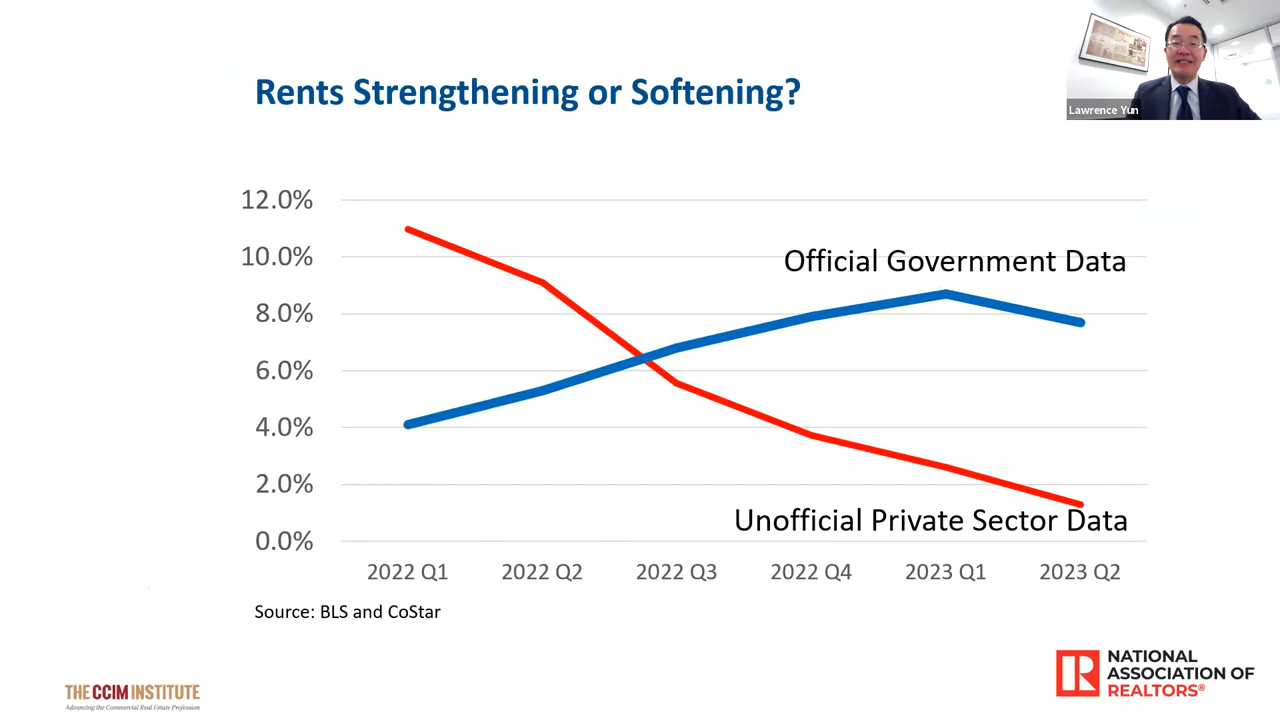 Lawrence Yun
Rents Strengthening or Softening?
12.0%
10.0%
8.0%
6.0%
4.0%
2.0%
0.0%
Official Government Data
Unofficial Private Sector Data
2022 Q1 2022 Q2 2022 Q3 2022 Q4 2023 Q1 2023 Q2
Source: BLS and CoStar
THE CCIM INSTITUTE
Advancing the Commercial Real Estate Profession
NATIONAL
ASSOCIATION OF
REALTORS®